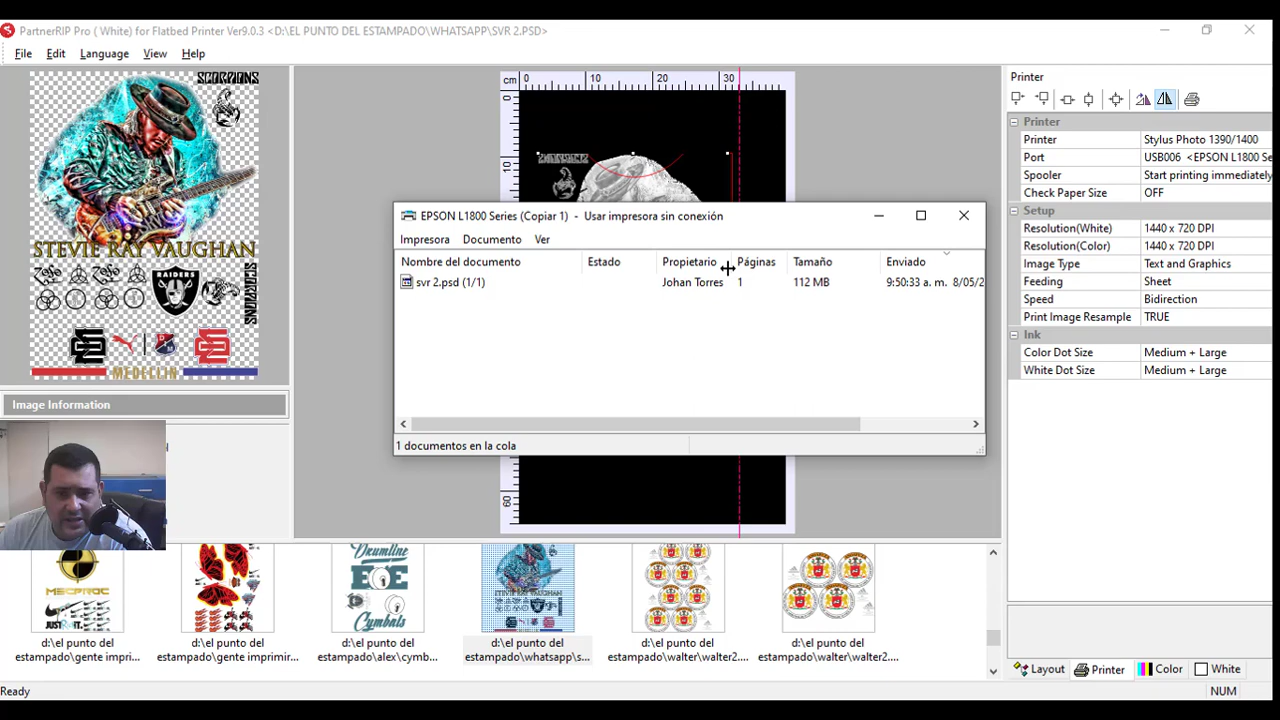 PartnerRIP Pro ( White) for Flatbed Printer Ver9.0.3 <D:\EL PUNTO DEL ESTAMPADO\WHATSAPP\SVR 2.PSD>
File Edit Language View Help
SCORPIONS
STEVIE RAY VAUGHAN
RAIDERS
SCORPIONS
MEDELLIN
Image Information
cm 0 10 20 30
0
10
60
EPSON L1800 Series (Copiar 1) - Usar impresora sin conexión
Impresora Documento Ver
Nombre del documento Estado Propietario Páginas Tamaño Enviado
svr 2.psd (1/1) Johan Torres 1 112 MB 9:50:33 a. m. 8/05/2
1 documentos en la cola
Printer
Printer
Printer Stylus Photo 1390/1400
Port USB006 <EPSON L1800 Se
Spooler Start printing immediately
Check Paper Size OFF
Setup
Resolution(White) 1440 x 720 DPI
Resolution(Color) 1440 x 720 DPI
Image Type Text and Graphics
Feeding Sheet
Speed Bidirection
Print Image Resample TRUE
Ink
Color Dot Size Medium + Large
White Dot Size Medium + Large
MECPROC
JUST
DRUMLINE
Cymbals
d:\el punto del
estampado\gente impri...
d:\el punto del
estampado\gente imprimir...
d:\el punto del
estampado\alex\cymb...
d:\el punto del
estampado\whatsapp\s...
d:\el punto del
estampado\walter\walter2....
d:\el punto del
estampado\walter\walter2....
Layout Printer Color White
Ready
NUM